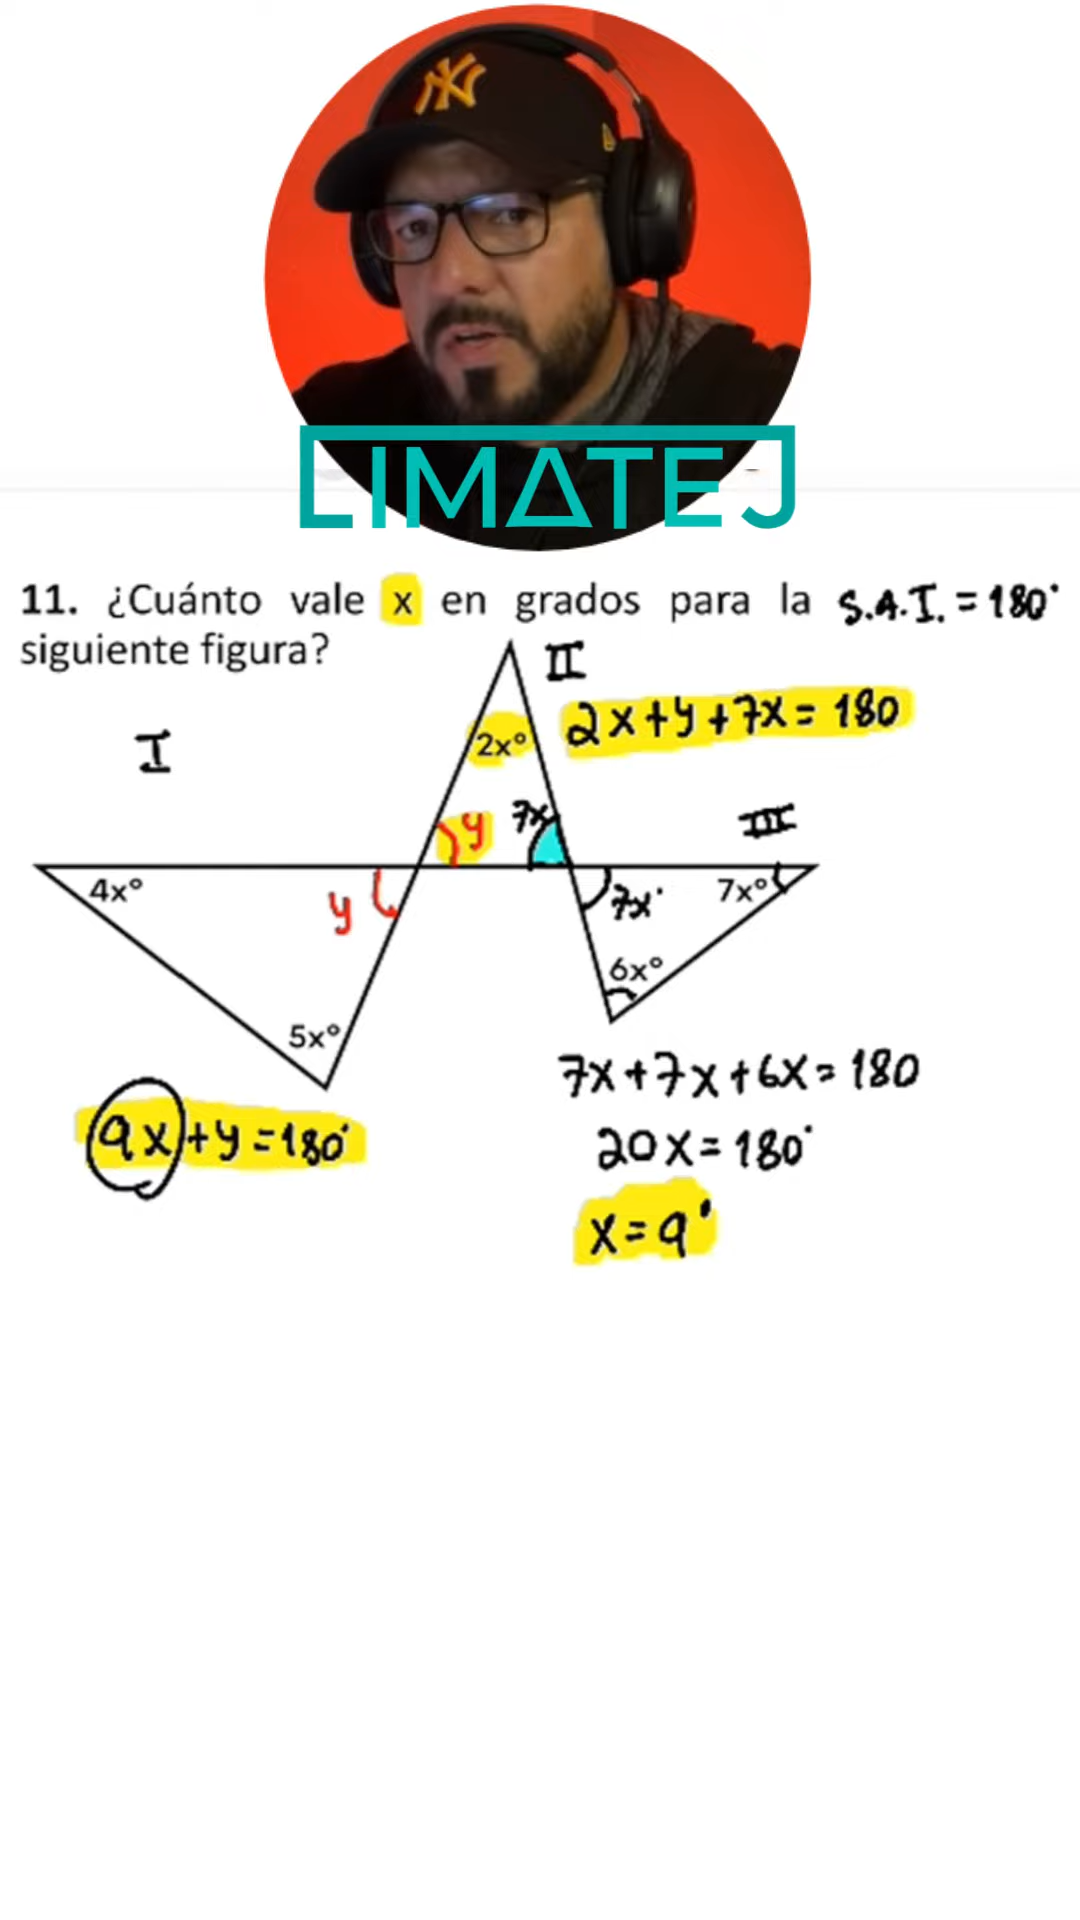 NY
LIMATEJ
11. ¿Cuánto vale x en grados para la S.A.I. = 180°
siguiente figura?
II
I
2x°
2x+y+7x= 180
y
7x
III
4x°
y
7x°
7x°
6x°
5x°
7x+7x+6x= 180
9x+y=180°
20x=180°
x=9°